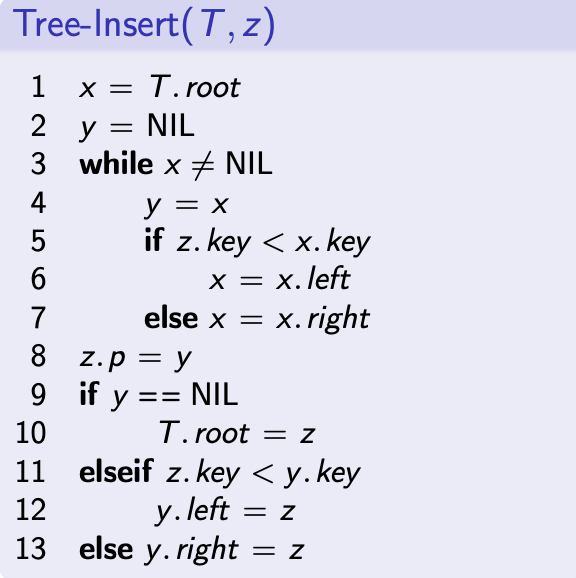 Tree-Insert(T, z)
1 x = T.root
2 y = NIL
3 while x ≠ NIL
4 y = x
5 if z.key < x.key
6 x = x.left
7 else x = x.right
8 z.p = y
9 if y == NIL
10 T.root = z
11 elseif z.key < y.key
12 y.left = z
13 else y.right = z